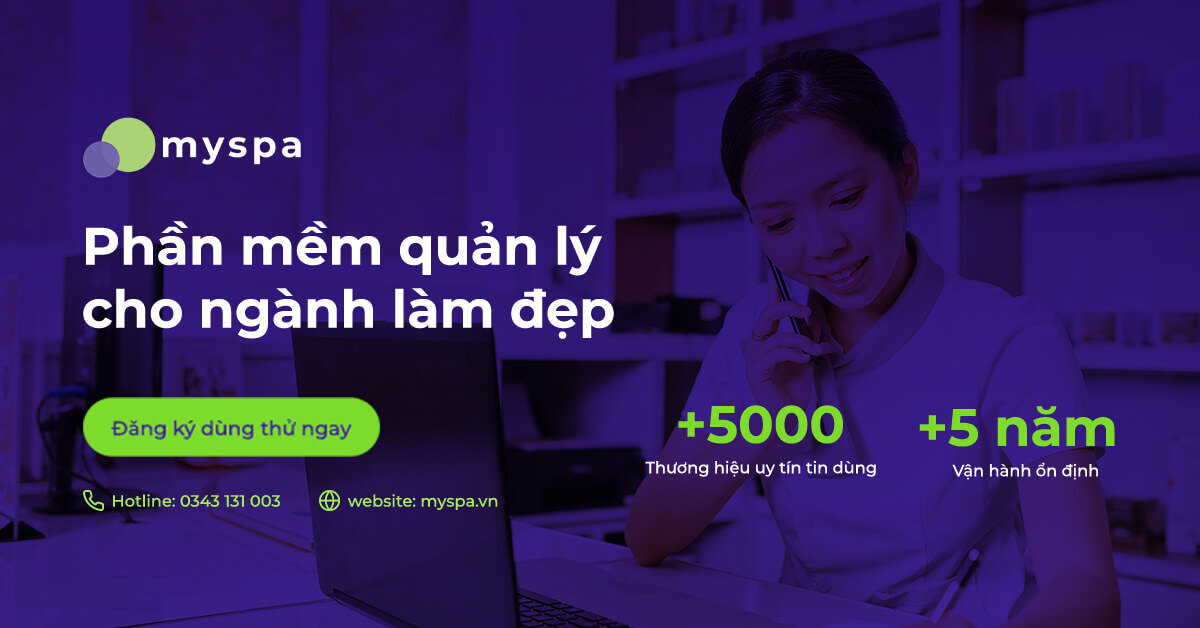 myspa
Phần mềm quản lý
cho ngành làm đẹp
Đăng ký dùng thử ngay
Hotline: 0343 131 003
website: myspa.vn
+5000
Thương hiệu uy tín tin dùng
+5 năm
Vận hành ổn định